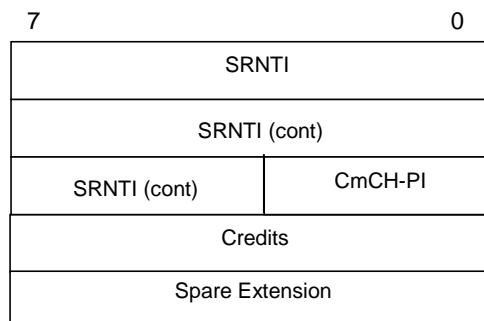 7 0
SRNTI
SRNTI (cont)
SRNTI (cont) CmCH-PI
Credits
Spare Extension